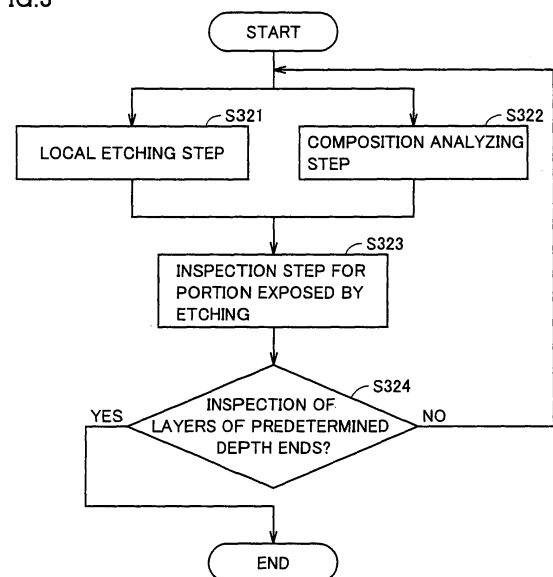 FIG.3
START
S321
S322
LOCAL ETCHING STEP
COMPOSITION ANALYZING
STEP
S323
INSPECTION STEP FOR
PORTION EXPOSED BY
ETCHING
S324
YES
INSPECTION OF
LAYERS OF PREDETERMINED
DEPTH ENDS?
NO
END